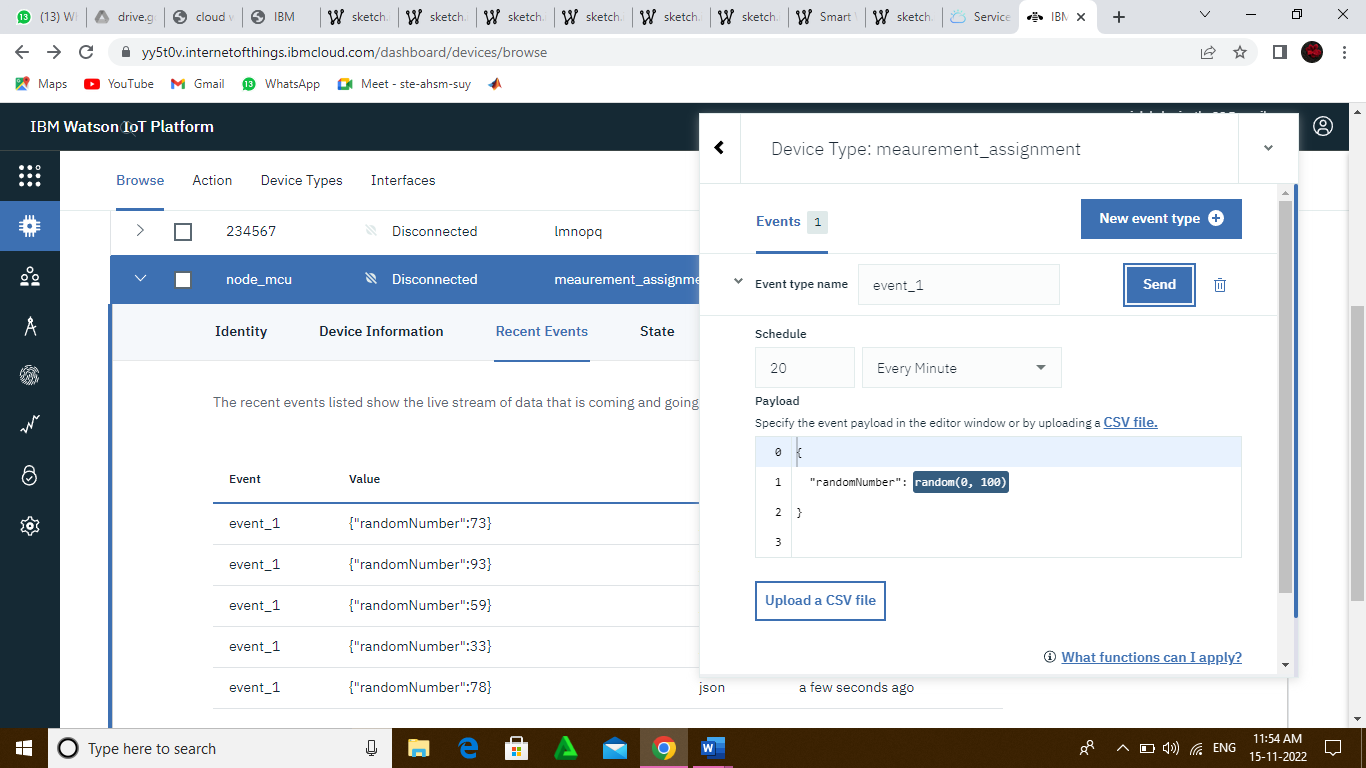 (13) W
drive.g
cloud
IBM
sketch.
sketch.
sketch.
sketch.
sketch.
sketch.
Smart
sketch.
Service
IBM
yy5t0v.internetofthings.ibmcloud.com/dashboard/devices/browse
Maps
YouTube
Gmail
WhatsApp
Meet - ste-ahsm-suy
IBM Watson IoT Platform
Browse
Action
Device Types
Interfaces
234567
Disconnected
lmnopq
node_mcu
Disconnected
meaurement_assignme
Identity
Device Information
Recent Events
State
The recent events listed show the live stream of data that is coming and going
Event
Value
event_1
{"randomNumber":73}
event_1
{"randomNumber":93}
event_1
{"randomNumber":59}
event_1
{"randomNumber":33}
event_1
{"randomNumber":78}
json
a few seconds ago
Device Type: meaurement_assignment
Events 1
New event type
Event type name
event_1
Send
Schedule
20
Every Minute
Payload
Specify the event payload in the editor window or by uploading a CSV file.
0 {
1 "randomNumber": random(0, 100)
2 }
3
Upload a CSV file
What functions can I apply?
Type here to search
ENG
11:54 AM
15-11-2022